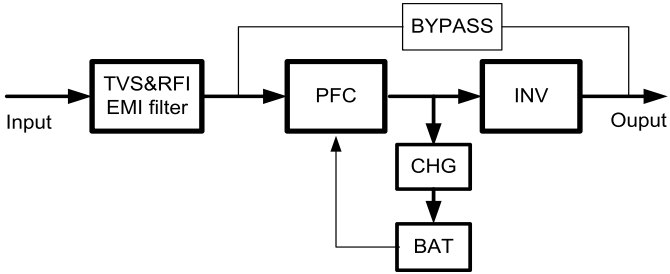 BYPASS
TVS&RFI
EMI filter
PFC
INV
Input
Ouput
CHG
BAT